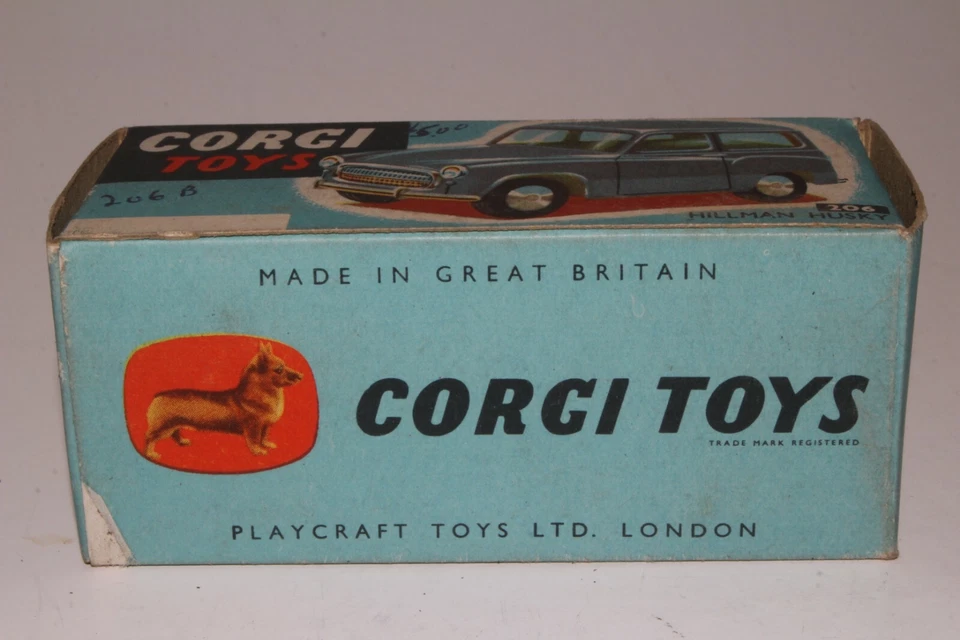 CORGI
TOYS
206 B
206
HILLMAN HUSKY
MADE IN GREAT BRITAIN
CORGI TOYS
TRADE MARK REGISTERED
PLAYCRAFT TOYS LTD. LONDON